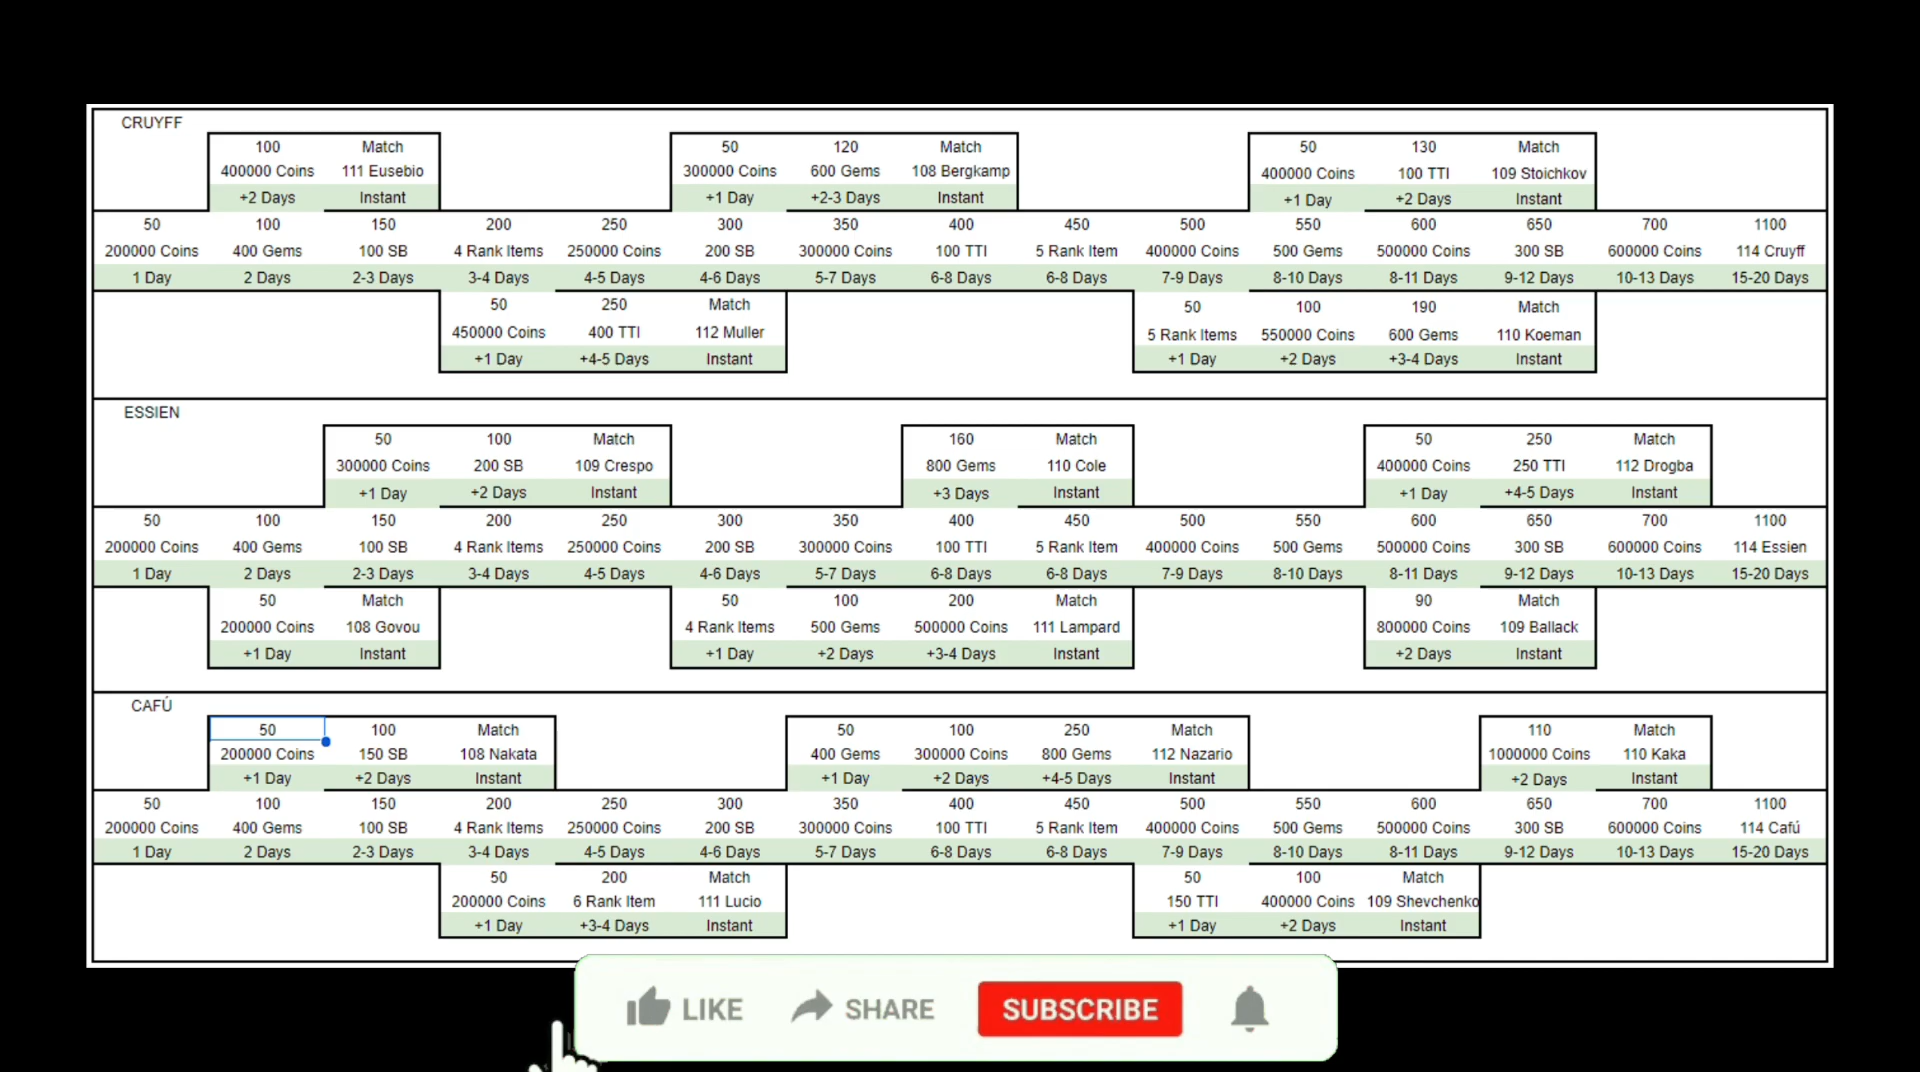 CRUYFF
100 Match 50 120 Match 50 130 Match
400000 Coins 111 Eusebio 300000 Coins 600 Gems 108 Bergkamp 400000 Coins 100 TTI 109 Stoichkov
+2 Days Instant +1 Day +2-3 Days Instant +1 Day +2 Days Instant
50 100 150 200 250 300 350 400 450 500 550 600 650 700 1100
200000 Coins 400 Gems 100 SB 4 Rank Items 250000 Coins 200 SB 300000 Coins 100 TTI 5 Rank Item 400000 Coins 500 Gems 500000 Coins 300 SB 600000 Coins 114 Cruyff
1 Day 2 Days 2-3 Days 3-4 Days 4-5 Days 4-6 Days 5-7 Days 6-8 Days 6-8 Days 7-9 Days 8-10 Days 8-11 Days 9-12 Days 10-13 Days 15-20 Days
50 250 Match 50 100 190 Match
450000 Coins 400 TTI 112 Muller 5 Rank Items 550000 Coins 600 Gems 110 Koeman
+1 Day +4-5 Days Instant +1 Day +2 Days +3-4 Days Instant
ESSIEN
50 100 Match 160 Match 50 250 Match
300000 Coins 200 SB 109 Crespo 800 Gems 110 Cole 400000 Coins 250 TTI 112 Drogba
+1 Day +2 Days Instant +3 Days Instant +1 Day +4-5 Days Instant
50 100 150 200 250 300 350 400 450 500 550 600 650 700 1100
200000 Coins 400 Gems 100 SB 4 Rank Items 250000 Coins 200 SB 300000 Coins 100 TTI 5 Rank Item 400000 Coins 500 Gems 500000 Coins 300 SB 600000 Coins 114 Essien
1 Day 2 Days 2-3 Days 3-4 Days 4-5 Days 4-6 Days 5-7 Days 6-8 Days 6-8 Days 7-9 Days 8-10 Days 8-11 Days 9-12 Days 10-13 Days 15-20 Days
50 Match 50 100 200 Match 90 Match
200000 Coins 108 Govou 4 Rank Items 500 Gems 500000 Coins 111 Lampard 800000 Coins 109 Ballack
+1 Day Instant +1 Day +2 Days +3-4 Days Instant +2 Days Instant
CAFÚ
50 100 Match 50 100 250 Match 110 Match
200000 Coins 150 SB 108 Nakata 400 Gems 300000 Coins 800 Gems 112 Nazario 1000000 Coins 110 Kaka
+1 Day +2 Days Instant +1 Day +2 Days +4-5 Days Instant +2 Days Instant
50 100 150 200 250 300 350 400 450 500 550 600 650 700 1100
200000 Coins 400 Gems 100 SB 4 Rank Items 250000 Coins 200 SB 300000 Coins 100 TTI 5 Rank Item 400000 Coins 500 Gems 500000 Coins 300 SB 600000 Coins 114 Cafú
1 Day 2 Days 2-3 Days 3-4 Days 4-5 Days 4-6 Days 5-7 Days 6-8 Days 6-8 Days 7-9 Days 8-10 Days 8-11 Days 9-12 Days 10-13 Days 15-20 Days
50 200 Match 50 100 Match
200000 Coins 6 Rank Item 111 Lucio 150 TTI 400000 Coins 109 Shevchenko
+1 Day +3-4 Days Instant +1 Day +2 Days Instant
LIKE SHARE SUBSCRIBE